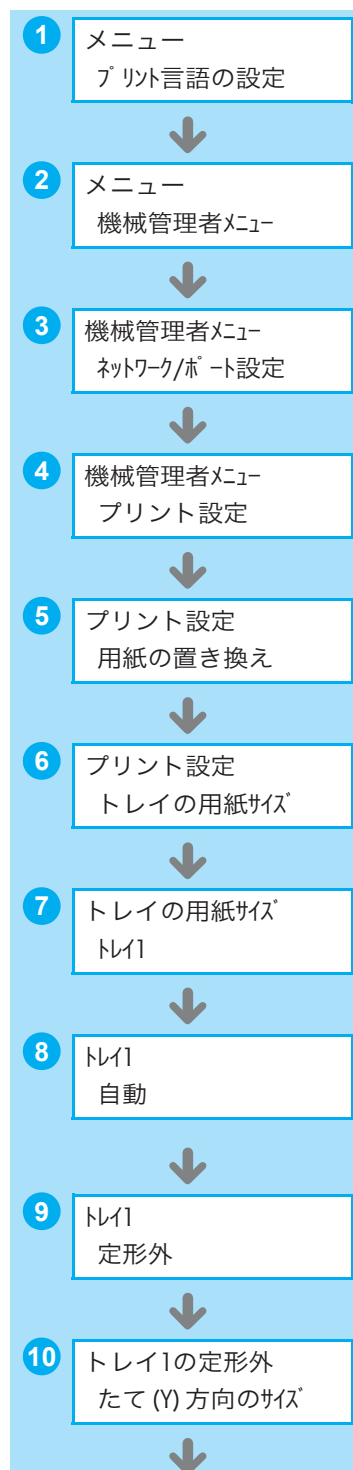 1
メニュー
ﾌﾟﾘﾝﾄ言語の設定
2
メニュー
機械管理者ﾒﾆｭｰ
3
機械管理者ﾒﾆｭｰ
ﾈｯﾄﾜｰｸ/ﾎﾟｰﾄ設定
4
機械管理者ﾒﾆｭｰ
プリント設定
5
プリント設定
用紙の置き換え
6
プリント設定
トレイの用紙ｻｲｽﾞ
7
トレイの用紙ｻｲｽﾞ
ﾄﾚｲ1
8
ﾄﾚｲ1
自動
9
ﾄﾚｲ1
定形外
10
トレイ1の定形外
たて(Y)方向のｻｲｽﾞ